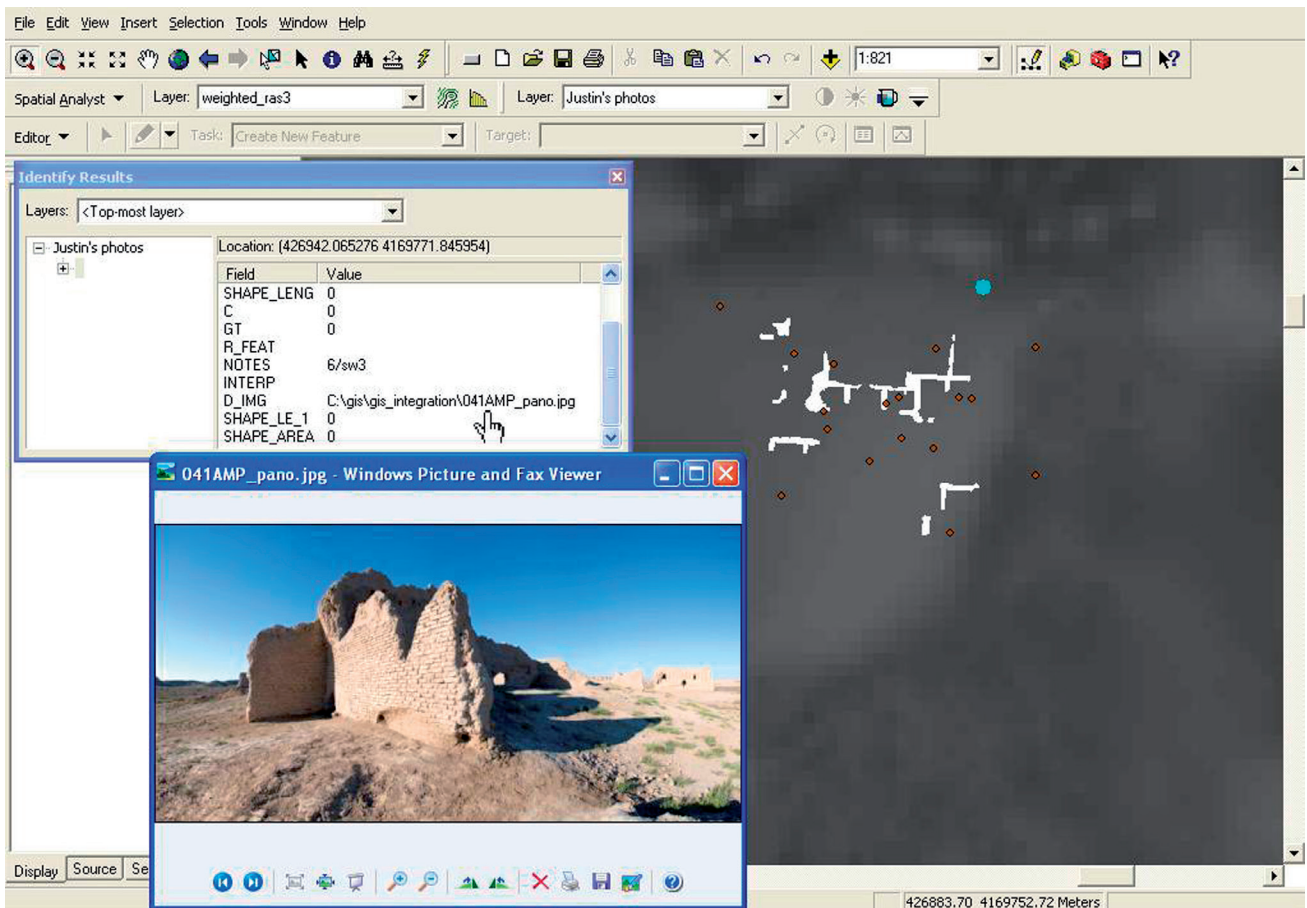 File Edit View Insert Selection Tools Window Help
1:821
Spatial Analyst Layer: weighted_ras3 Layer: Justin's photos
Editor Task: Create New Feature Target:
Identify Results
Layers: <Top-most layer>
Justin's photos
Location: (426942.065276 4169771.845954)
Field Value
SHAPE_LENG 0
C 0
GT 0
R_FEAT
NOTES 6/sw3
INTERP
D_IMG C:\gis\gis_integration\041AMP_pano.jpg
SHAPE_LE_1 0
SHAPE_AREA 0
041AMP_pano.jpg - Windows Picture and Fax Viewer
Display Source Se
426883.70 4169752.72 Meters